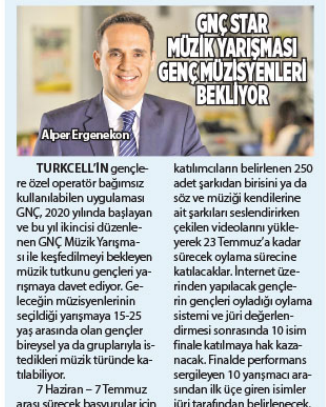 GNÇ STAR
MÜZİK YARIŞMASI
GENÇ MÜZİSYENLERİ
BEKLİYOR
Alper Ergenekon
TURKCELL'İN gençle-
re özel operatör bağımsız
kullanılabilen uygulaması
GNÇ, 2020 yılında başlayan
ve bu yıl ikincisi düzenle-
nen GNÇ Müzik Yarışma-
sı ile keşfedilmeyi bekleyen
müzik tutkunu gençleri ya-
rışmaya davet ediyor. Ge-
leceğin müzisyenlerinin
seçildiği yarışmaya 15-25
yaş arasında olan gençler
bireysel ya da gruplarıyla is-
tedikleri müzik türünde ka-
tılabiliyor.
7 Haziran – 7 Temmuz
arası sürecek başvurular için
katılımcıların belirlenen 250
adet şarkıdan birisini ya da
söz ve müziği kendilerine
ait şarkıları seslendirirken
çekilen videolarını yükle-
yerek 23 Temmuz'a kadar
sürecek oylama sürecine
katılacaklar. İnternet üze-
rinden yapılacak gençle-
rin gençleri oyladığı oylama
sistemi ve jüri değerlen-
dirmesi sonrasında 10 isim
finale katılmaya hak kaza-
nacak. Finalde performans
sergileyen 10 yarışmacı ara-
sından ilk üçe giren isimler
jüri tarafından belirlenecek.